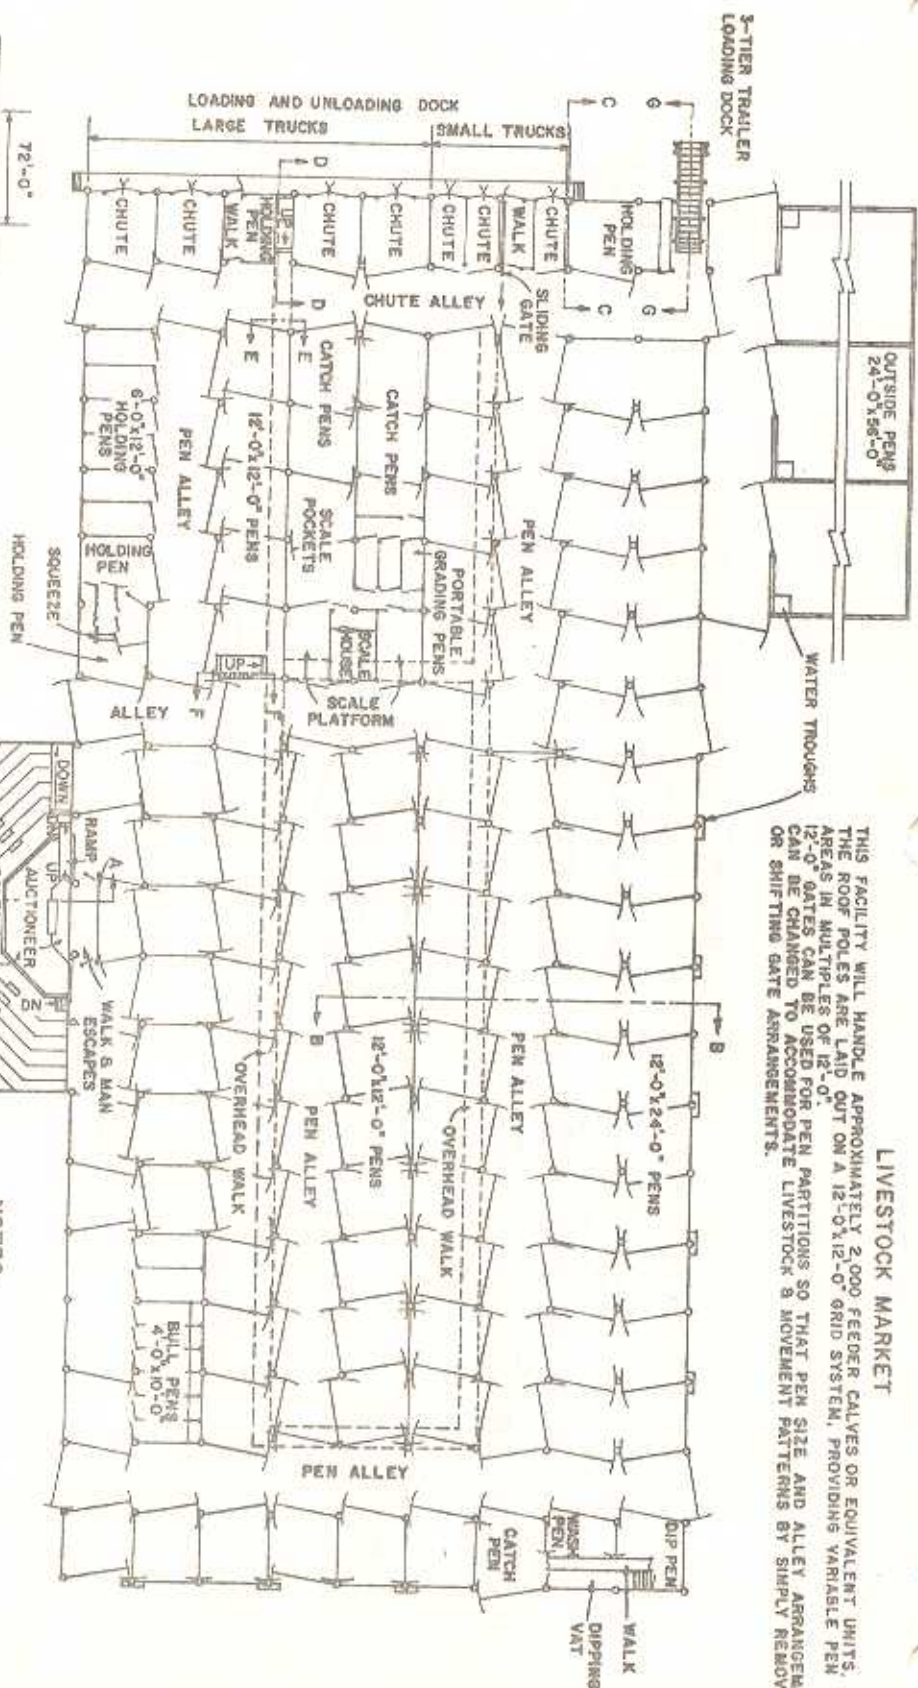 LIVESTOCK MARKET
THIS FACILITY WILL HANDLE APPROXIMATELY 2,000 FEEDER CALVES OR EQUIVALENT UNITS.
THE ROOF POLES ARE LAID OUT ON A 12'-0"x 12'-0" GRID SYSTEM, PROVIDING VARIABLE PEN
AREAS IN MULTIPLES OF 12'-0".
12'-0" GATES CAN BE USED FOR PEN PARTITIONS SO THAT PEN SIZE AND ALLEY ARRANGEM
CAN BE CHANGED TO ACCOMMODATE LIVESTOCK & MOVEMENT PATTERNS BY SIMPLY REMOV
OR SHIFTING GATE ARRANGEMENTS.
3-TIER TRAILER
LOADING DOCK
OUTSIDE PENS
24'-0"x56'-0"
WATER TROUGHS
LOADING AND UNLOADING DOCK
LARGE TRUCKS
SMALL TRUCKS
72'-0"
C
G
C
G
D
D
E
E
F
F
B
B
A
CHUTE
CHUTE
WALK
HOLDING
PEN
UP
CHUTE
CHUTE
CHUTE
CHUTE
WALK
CHUTE
HOLDING
PEN
CHUTE ALLEY
SLIDING
GATE
CATCH PENS
CATCH PENS
12'-0"x12'-0" PENS
PEN ALLEY
6'-0"x12'-0"
HOLDING
PENS
SCALE
POCKETS
PORTABLE
GRADING PENS
PEN ALLEY
HOLDING
PEN
SQUEEZE
HOLDING PEN
UP
SCALE
HOUSE
SCALE
PLATFORM
ALLEY
DOWN
RAMP
UP
AUCTIONEER
DN
WALK & MAN
ESCAPES
OVERHEAD WALK
PEN ALLEY
12'-0"x12'-0" PENS
OVERHEAD WALK
PEN ALLEY
12'-0"x 24'-0" PENS
BULL PENS
4'-0"x10'-0"
PEN ALLEY
CATCH
PEN
WASH
PEN
DIP PEN
WALK
DIPPING
VAT